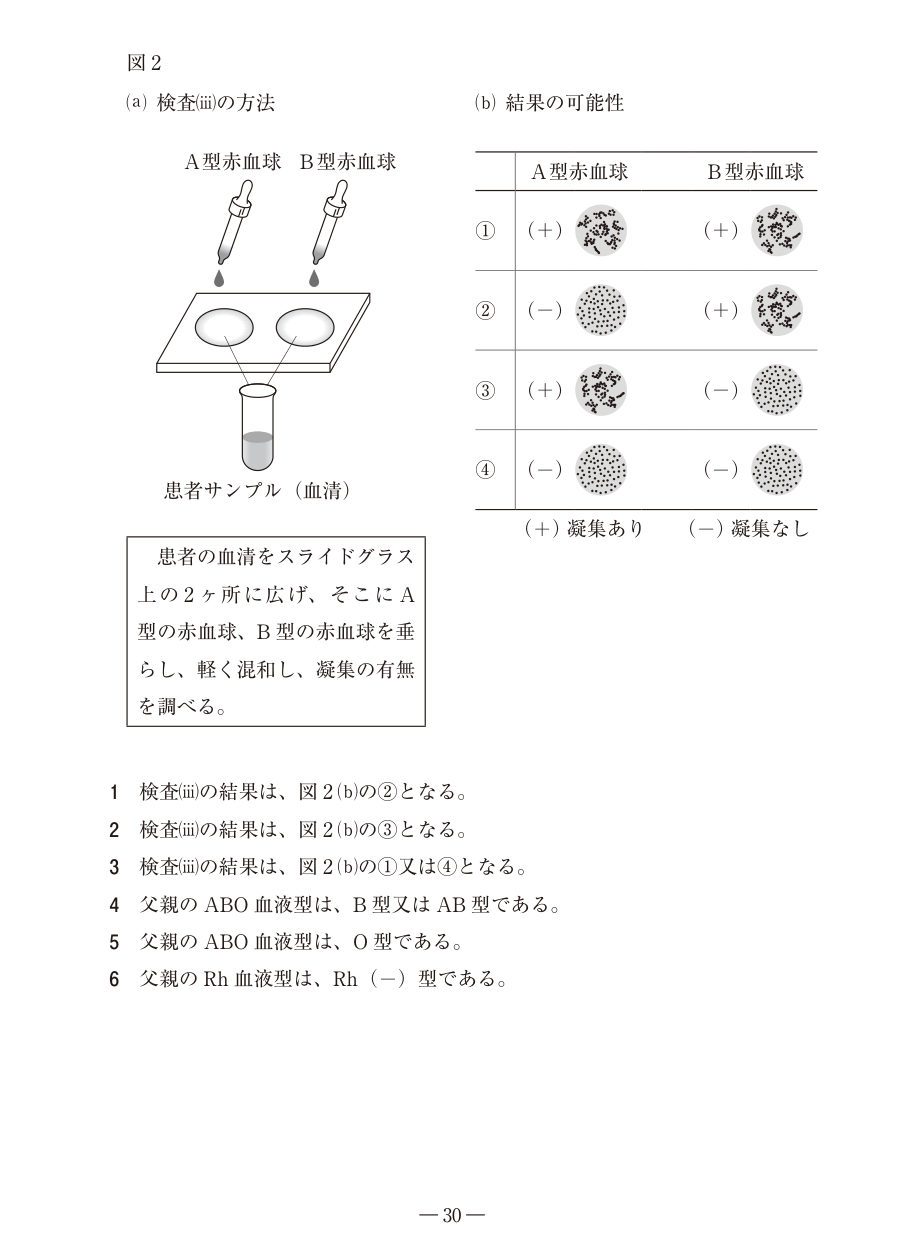 図2
(a) 検査(iii)の方法
A型赤血球 B型赤血球
患者サンプル（血清）
患者の血清をスライドグラス
上の2ヶ所に広げ、そこにA
型の赤血球、B型の赤血球を垂
らし、軽く混和し、凝集の有無
を調べる。
(b) 結果の可能性
A型赤血球 B型赤血球
① （＋） （＋）
② （－） （＋）
③ （＋） （－）
④ （－） （－）
（＋）凝集あり （－）凝集なし
1 検査(iii)の結果は、図2(b)の②となる。
2 検査(iii)の結果は、図2(b)の③となる。
3 検査(iii)の結果は、図2(b)の①又は④となる。
4 父親のABO血液型は、B型又はAB型である。
5 父親のABO血液型は、O型である。
6 父親のRh血液型は、Rh（－）型である。
— 30 —